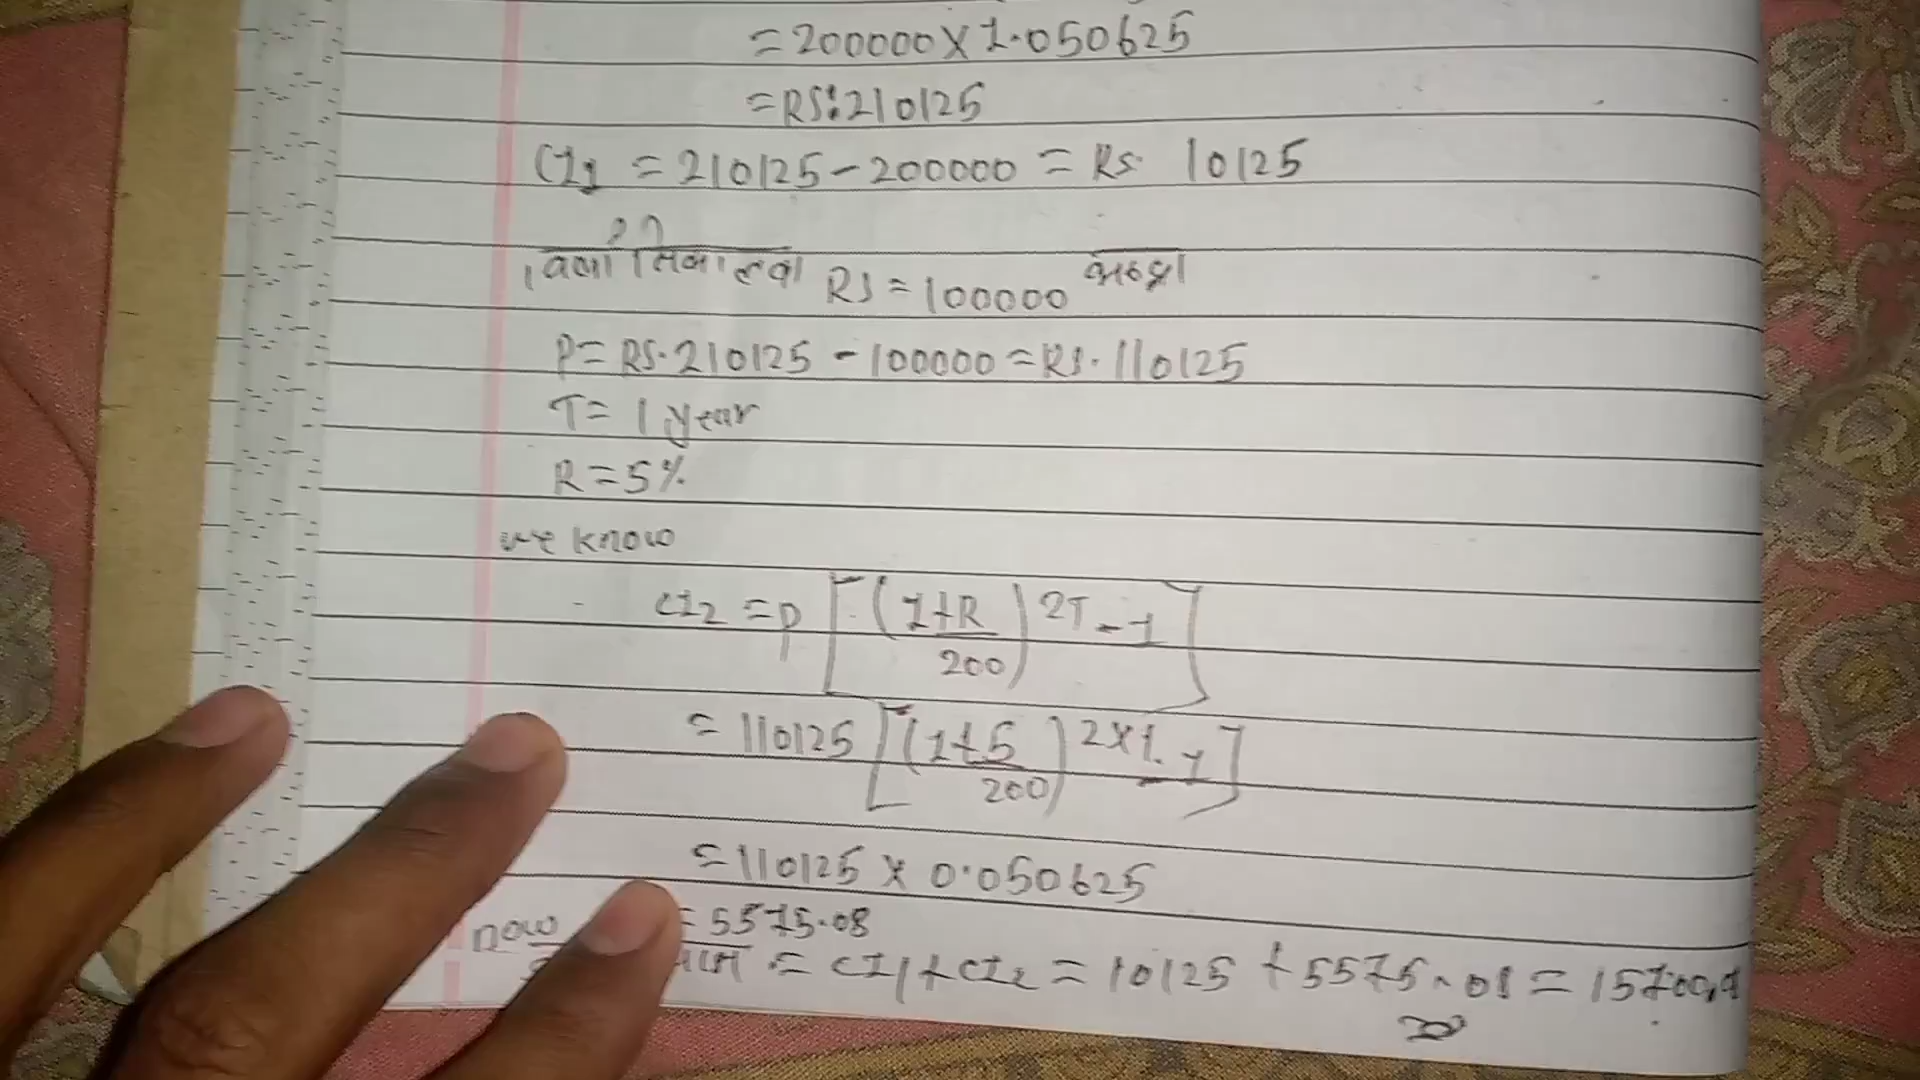 = 200000 × 1.050625
= RS: 210125
CI1 = 210125 - 200000 = RS. 10125
RS = 100000
P = RS. 210125 - 100000 = RS. 110125
T = 1 year
R = 5%
we know
CI2 = P [(1+R/200)2T - 1]
= 110125 [(1+5/200)2×1 - 1]
= 110125 × 0.050625
= 5575.08
now = CI1 + CI2 = 10125 + 5575.08 =